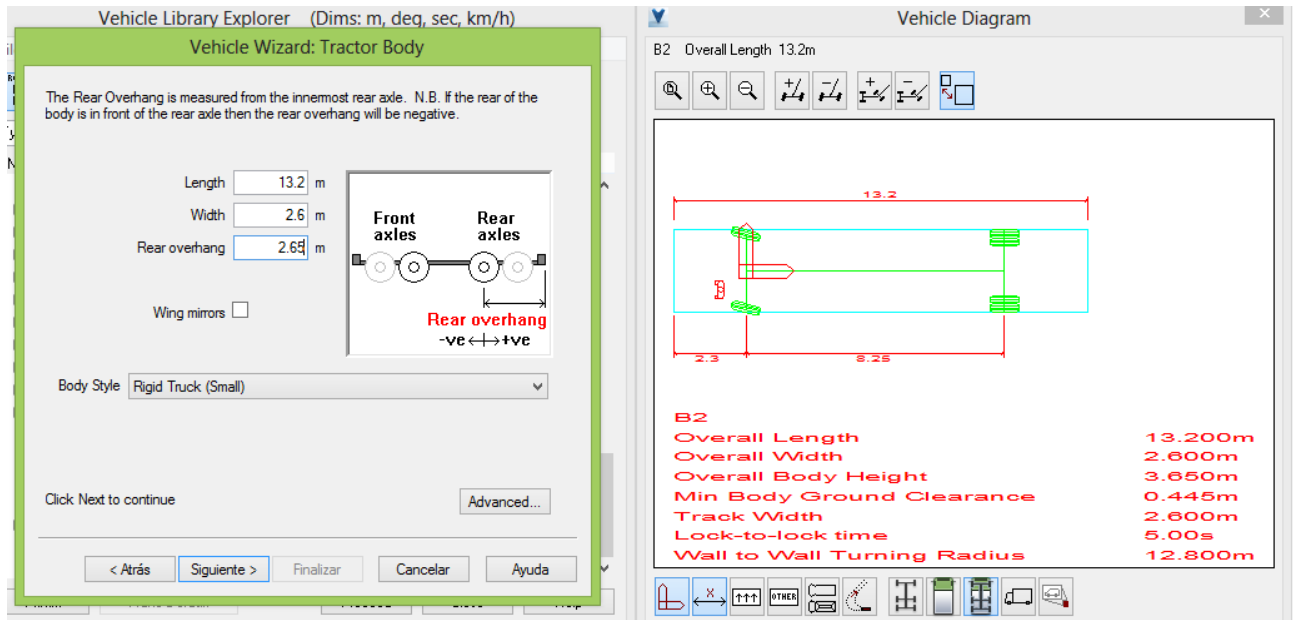 Vehicle Library Explorer (Dims: m, deg, sec, km/h)
Vehicle Wizard: Tractor Body
The Rear Overhang is measured from the innermost rear axle. N.B. If the rear of the
body is in front of the rear axle then the rear overhang will be negative.
Length 13.2 m
Width 2.6 m
Rear overhang 2.65 m
Wing mirrors
Front axles
Rear axles
Rear overhang
-ve +ve
Body Style Rigid Truck (Small)
Click Next to continue
Advanced...
< Atrás
Siguiente >
Finalizar
Cancelar
Ayuda
Vehicle Diagram
B2 Overall Length 13.2m
13.2
2.3
8.25
B2
Overall Length 13.200m
Overall Width 2.600m
Overall Body Height 3.650m
Min Body Ground Clearance 0.445m
Track Width 2.600m
Lock-to-lock time 5.00s
Wall to Wall Turning Radius 12.800m
OTHER